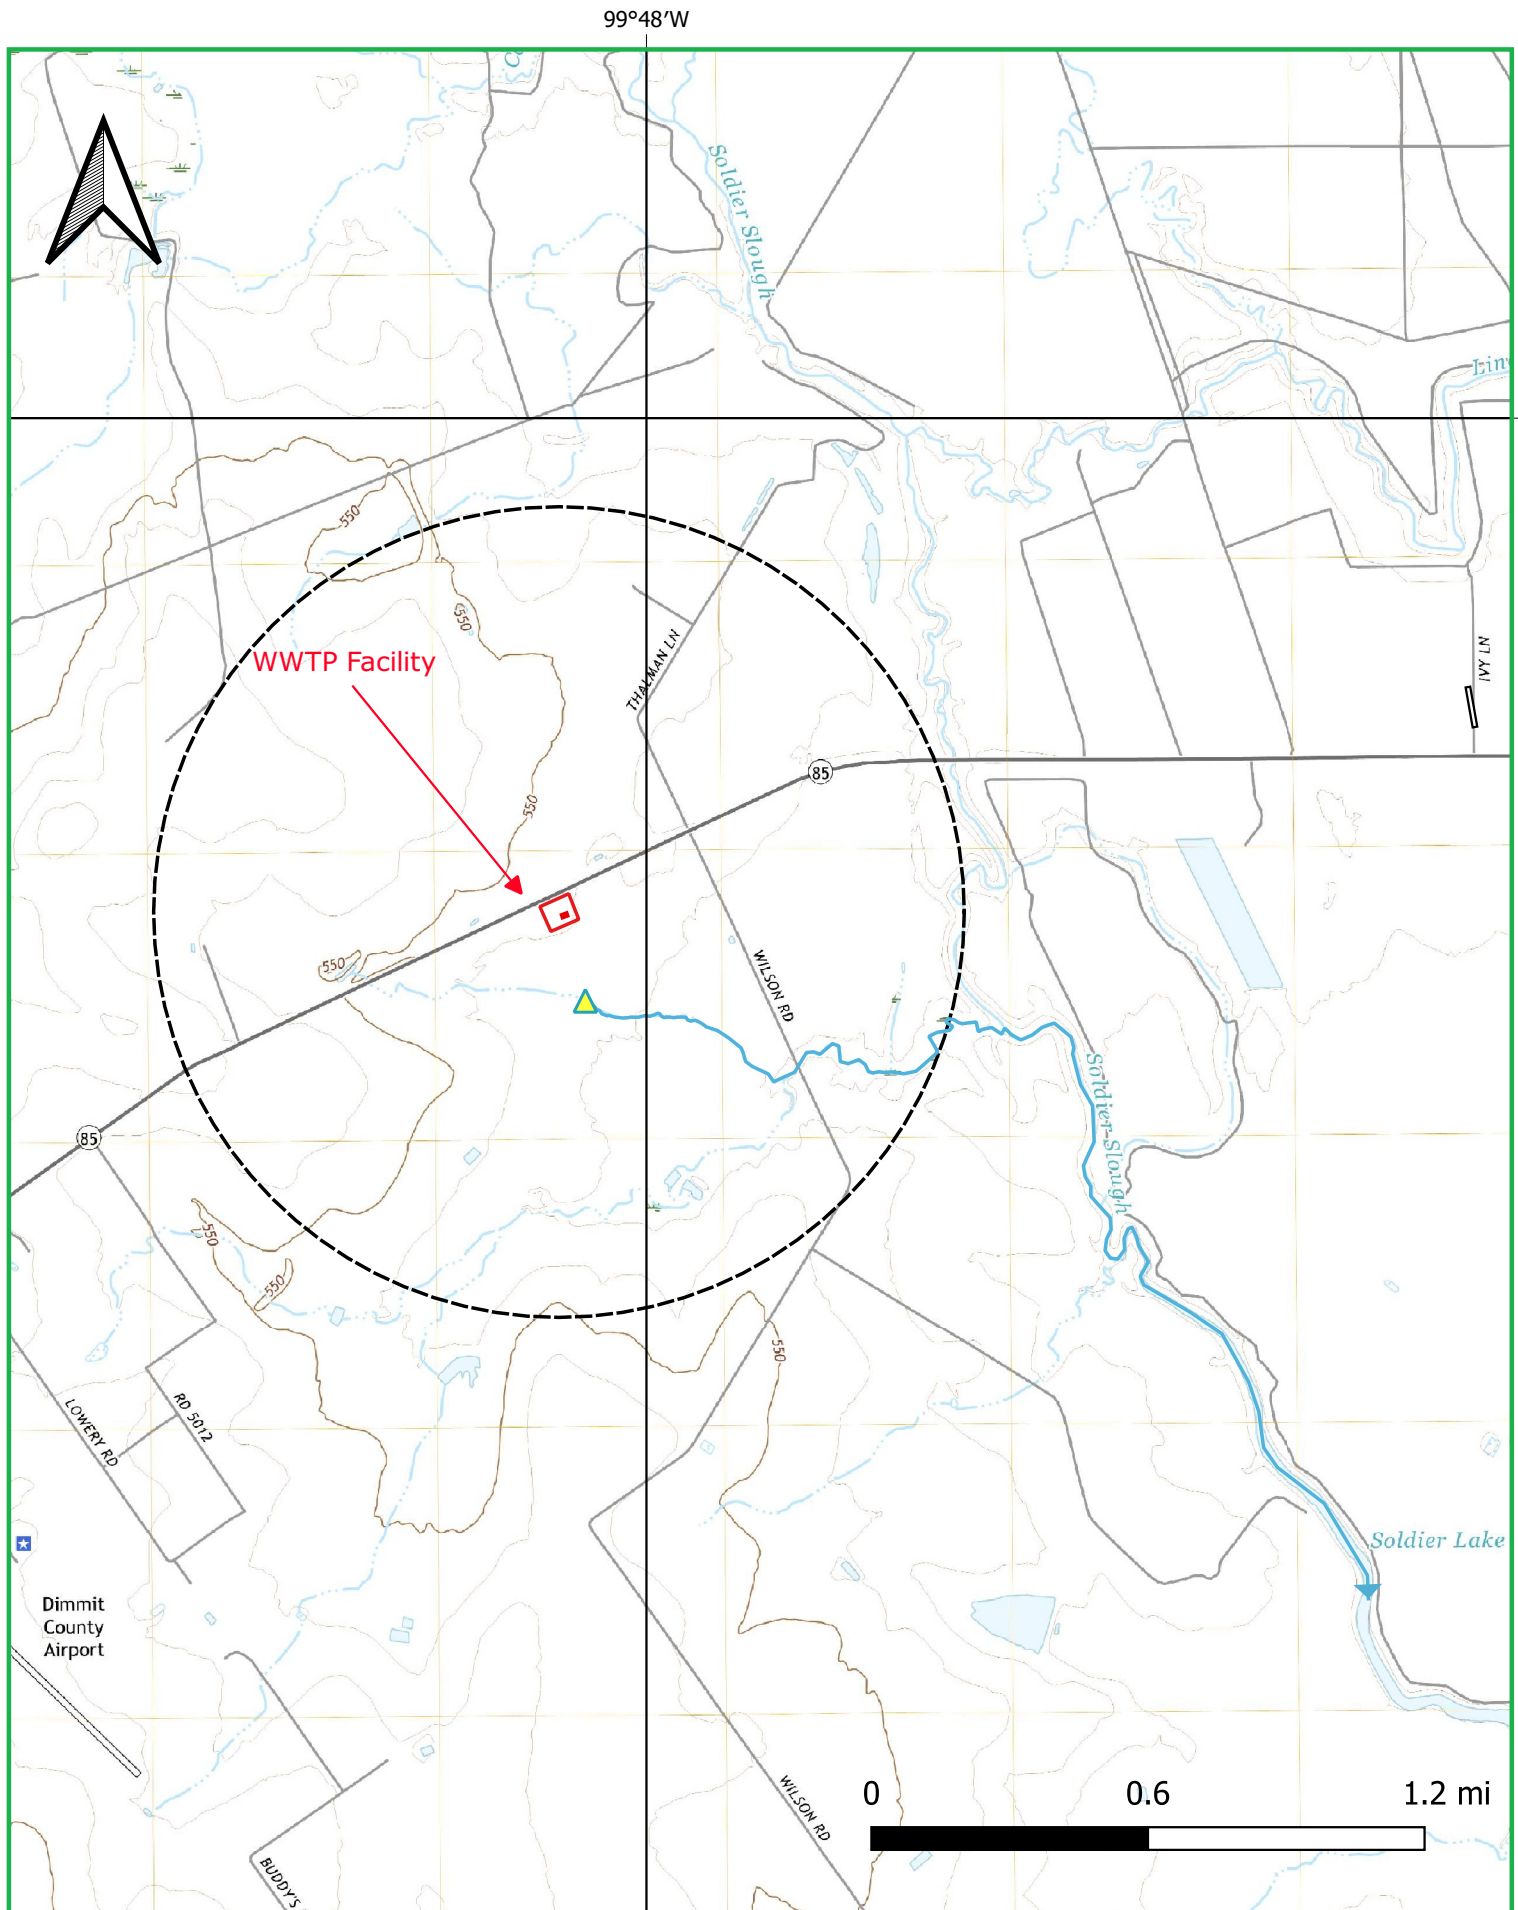 99°48′W
Soldier Slough
550
550
WWTP Facility
THALMAN LN
IVY LN
85
550
550
WILSON RD
Soldier Slough
85
550
550
550
LOWERY RD
RD 5012
Soldier Lake
Dimmit
County
Airport
WILSON RD
0 0.6 1.2 mi
BUDDY'S